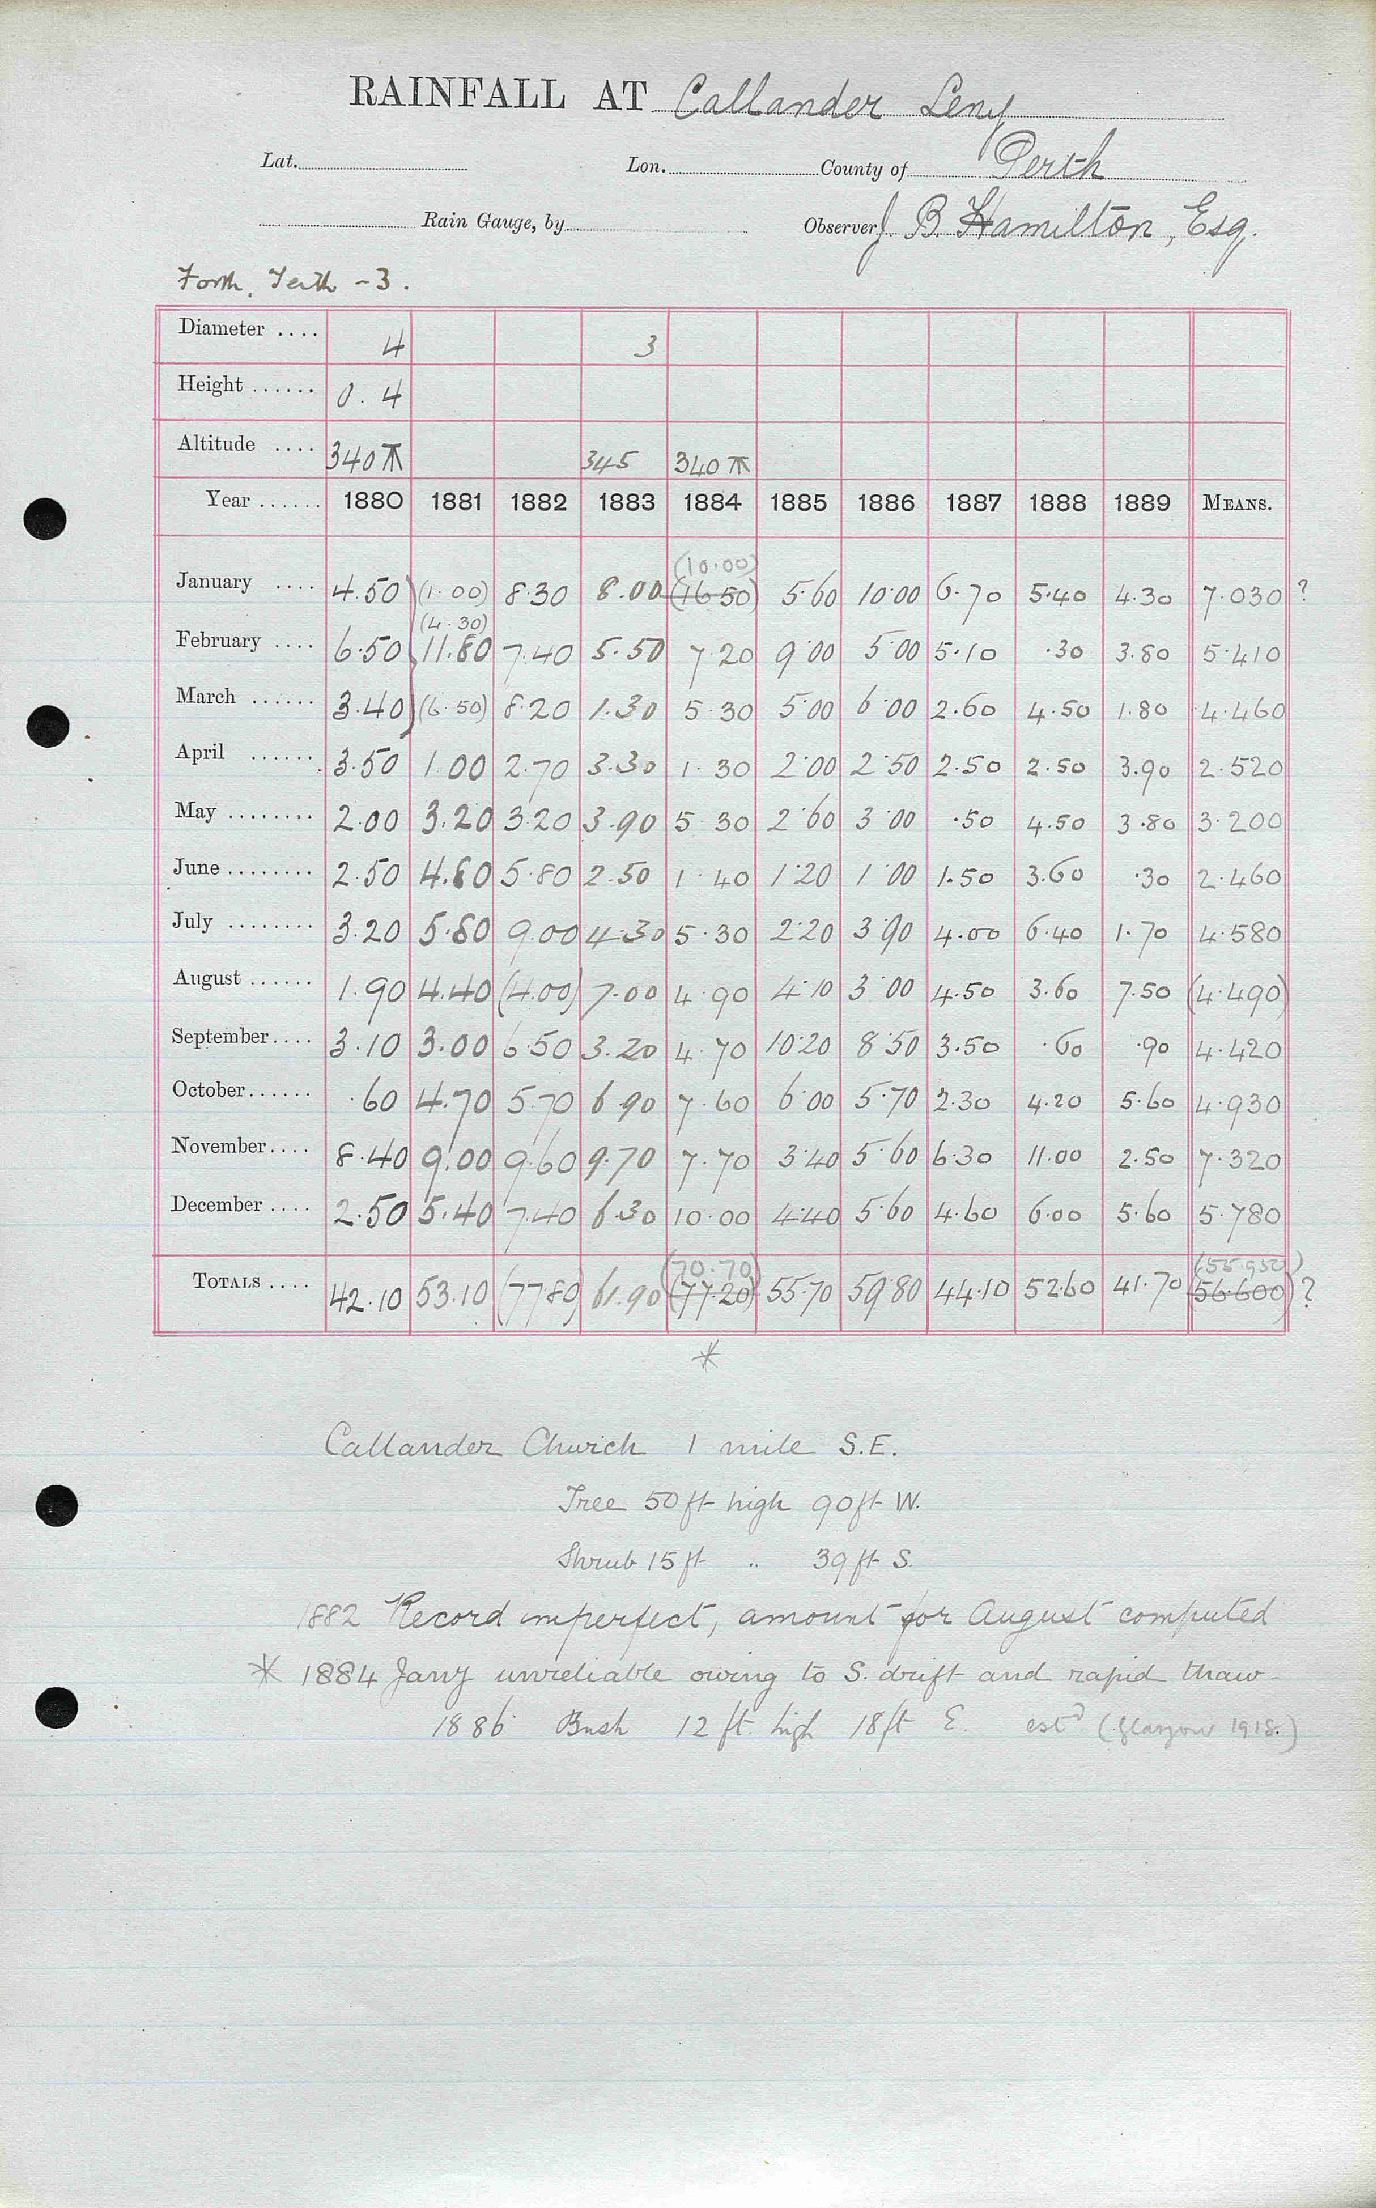 RAINFALL AT Callander Leny
Lat. Lon. County of Perth
Rain Gauge, by Observer J B Hamilton, Esq.
Forth, Teith - 3.
Diameter .... 4 3
Height ...... 0.4
Altitude .... 340 345 340
Year ...... 1880 1881 1882 1883 1884 1885 1886 1887 1888 1889 MEANS.
(10.00)
January .... 4.50 (1.00) 8.30 8.00 (16.50) 5.60 10.00 6.70 5.40 4.30 7.030 ?
(4.30)
February .... 6.50 11.80 7.40 5.50 7.20 9.00 5.00 5.10 .30 3.80 5.410
March ...... 3.40 (6.50) 8.20 1.30 5.30 5.00 6.00 2.60 4.50 1.80 4.460
April ...... 3.50 1.00 2.70 3.30 1.30 2.00 2.50 2.50 2.50 3.90 2.520
May ........ 2.00 3.20 3.20 3.90 5.30 2.60 3.00 .50 4.50 3.80 3.200
June ........ 2.50 4.80 5.80 2.50 1.40 1.20 1.00 1.50 3.60 .30 2.460
July ........ 3.20 5.80 9.00 4.30 5.30 2.20 3.90 4.00 6.40 1.70 4.580
August ...... 1.90 4.40 (4.00) 7.00 4.90 4.10 3.00 4.50 3.60 7.50 (4.490)
September .... 3.10 3.00 6.50 3.20 4.70 10.20 8.50 3.50 .60 .90 4.420
October ...... .60 4.70 5.70 6.90 7.60 6.00 5.70 2.30 4.20 5.60 4.930
November .... 8.40 9.00 9.60 9.70 7.70 3.40 5.60 6.30 11.00 2.50 7.320
December .... 2.50 5.40 7.40 6.30 10.00 4.40 5.60 4.60 6.00 5.60 5.780
(70.70) (55.950)
TOTALS .... 42.10 53.10 (77.80) 61.90 (77.20) 55.70 59.80 44.10 52.60 41.70 56.600) ?
*
Callander Church 1 mile S.E.
Tree 50 ft high 90 ft W.
Shrub 15 ft " 39 ft S.
1882 Record imperfect, amount for August computed
* 1884 Jany unreliable owing to S. drift and rapid thaw
1886 Bush 12 ft high 18 ft E. estd (Glasgow 1918.)